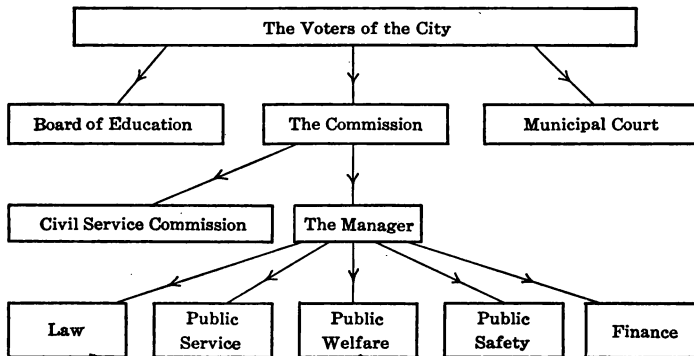 The Voters of the City
Board of Education
The Commission
Municipal Court
Civil Service Commission
The Manager
Law
Public
Service
Public
Welfare
Public
Safety
Finance